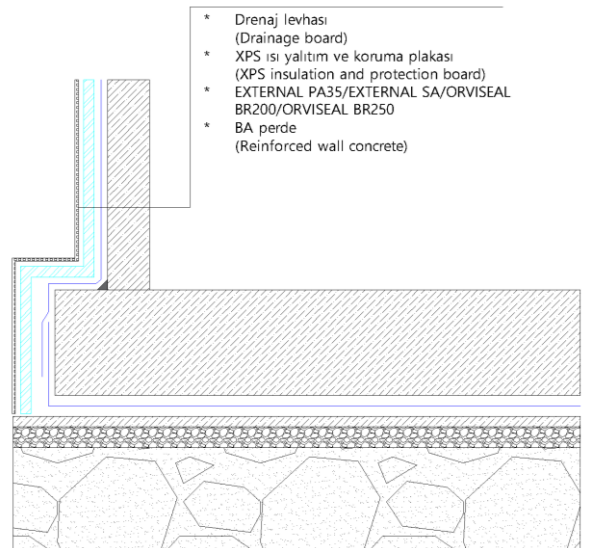 * Drenaj levhası
(Drainage board)
* XPS ısı yalıtım ve koruma plakası
(XPS insulation and protection board)
* EXTERNAL PA35/EXTERNAL SA/ORVISEAL
BR200/ORVISEAL BR250
* BA perde
(Reinforced wall concrete)